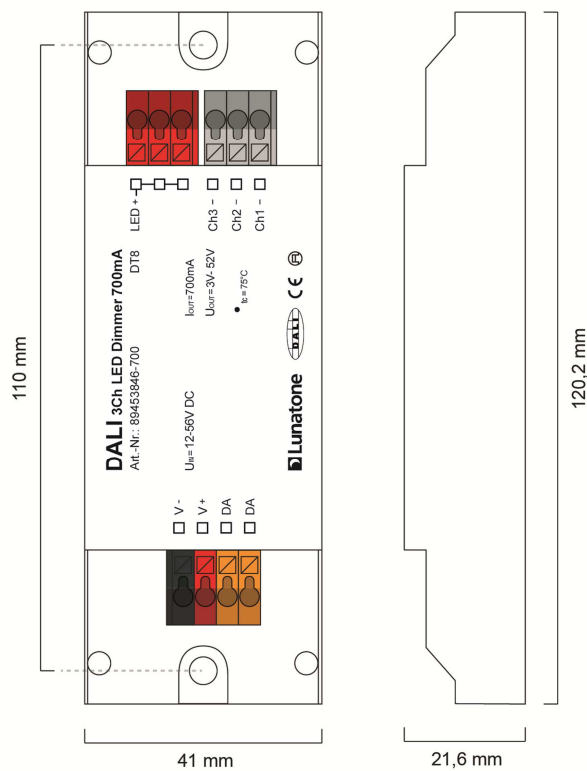 LED +
Ch3 –
Ch2 –
Ch1 –
DALI 3Ch LED Dimmer 700mA
Art.-Nr.: 89453846-700
DT8
IOUT=700mA
UOUT=3V- 52V
tc=75°C
UIN=12-56V DC
Lunatone
DALI
CE
V -
V +
DA
DA
110 mm
120,2 mm
41 mm
21,6 mm